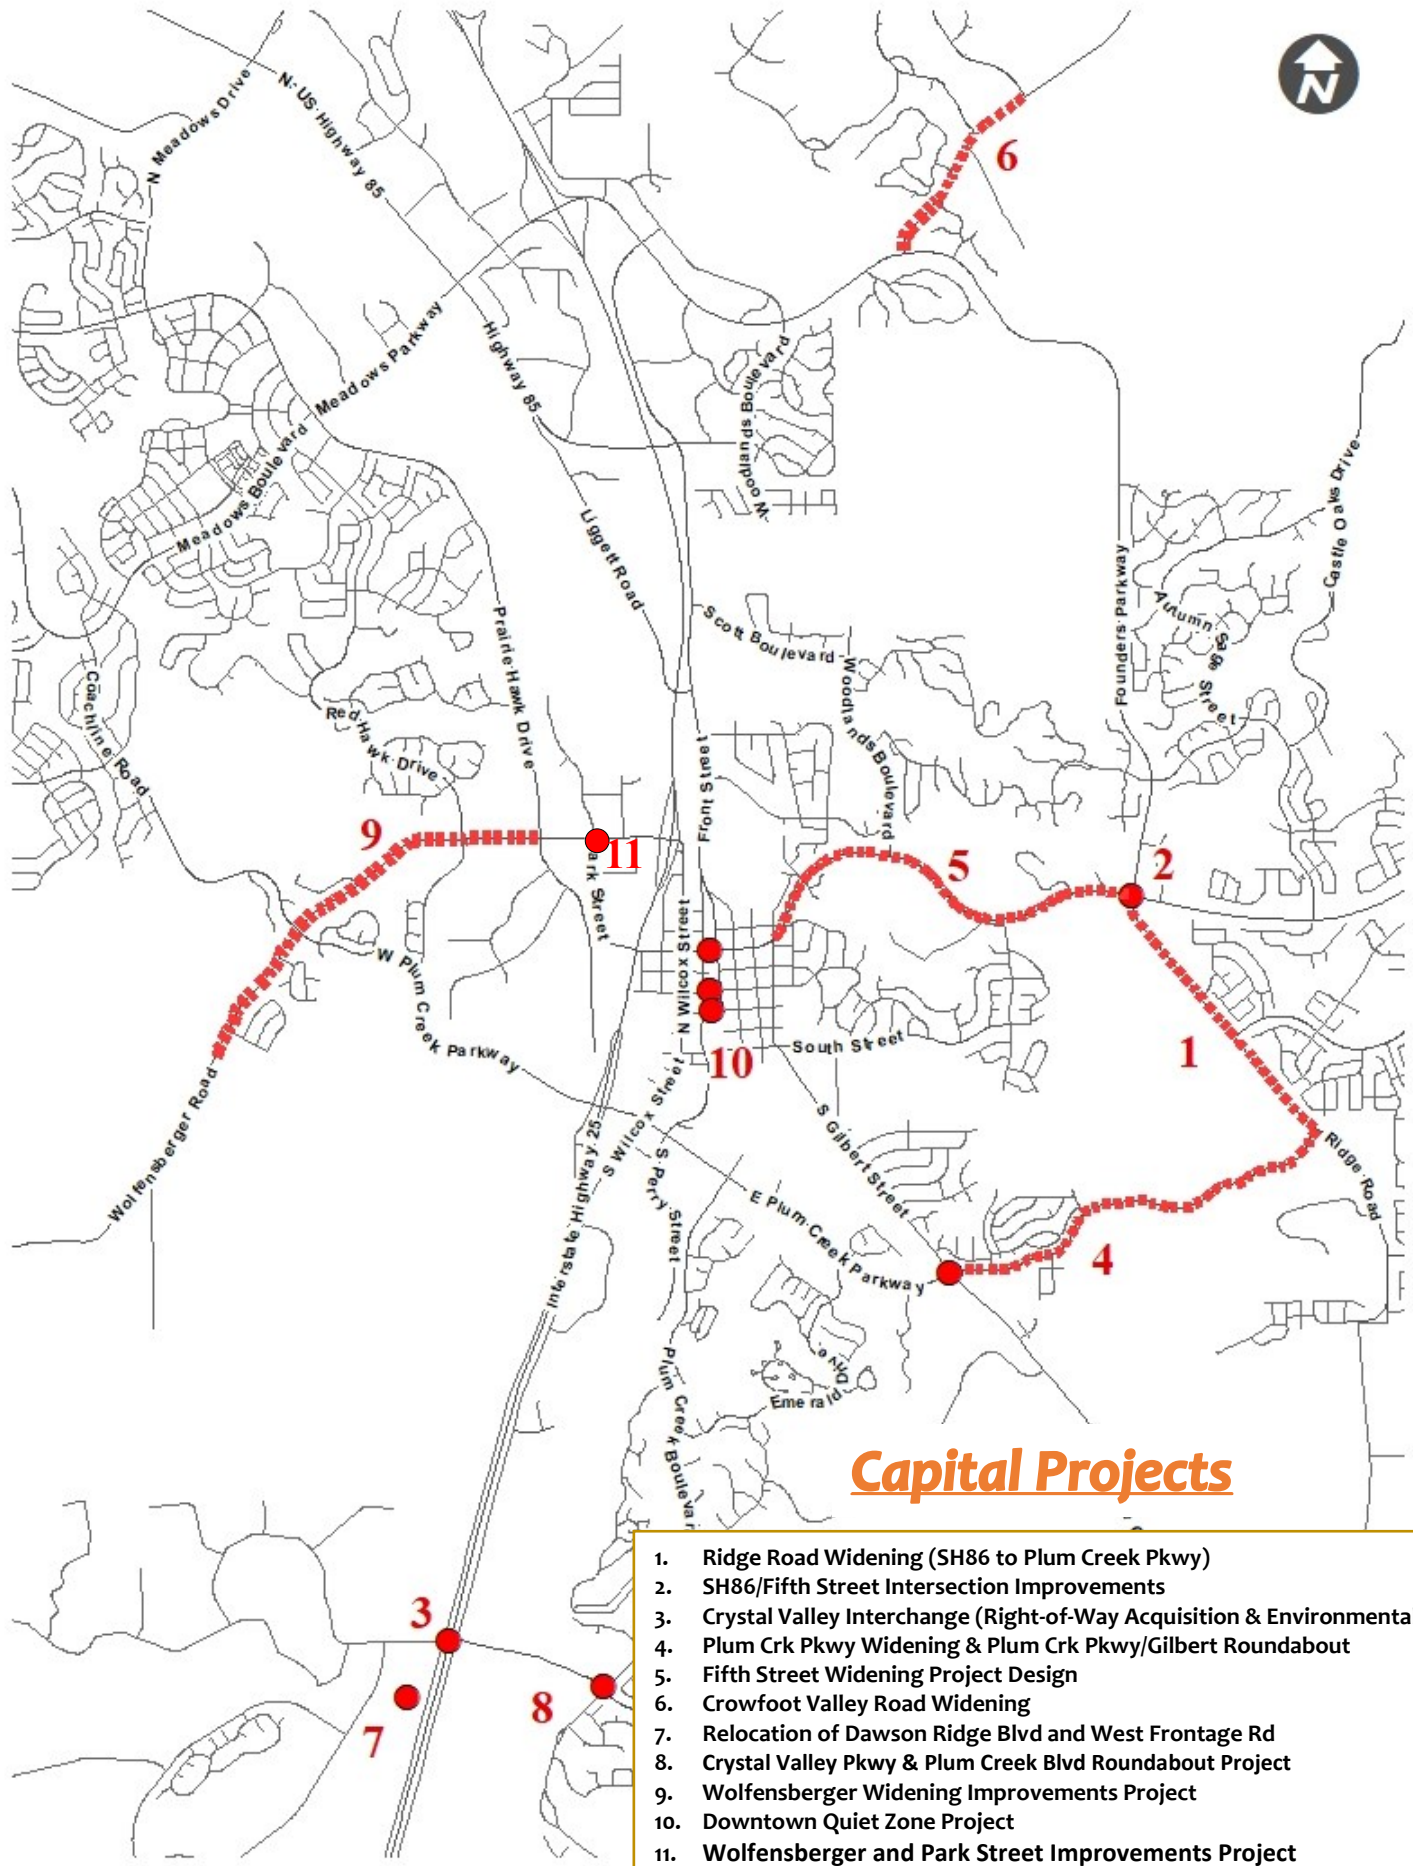 N
N Meadows Drive
N US Highway 85
6
Meadows Parkway
Highway 85
Woodlands Boulevard
Meadows Boulevard
Castle Oaks Drive
Liggett Road
Founders Parkway
Autumn Sage Street
Prairie Hawk Drive
Scott Boulevard
Woodlands Boulevard
Coachline Road
Red Hawk Drive
Front Street
9
11
ark Street
5
2
N Wilcox Street
W Plum Creek Parkway
South Street
10
1
Wolfensberger Road
S Wilcox Street
S Gilbert Street
Ridge Road
Interstate Highway 25
S Perry Street
E Plum Creek Parkway
4
Plum Creek Boulevar
Emerald Drive
Capital Projects
3
7
8
1. Ridge Road Widening (SH86 to Plum Creek Pkwy)
2. SH86/Fifth Street Intersection Improvements
3. Crystal Valley Interchange (Right-of-Way Acquisition & Environmenta
4. Plum Crk Pkwy Widening & Plum Crk Pkwy/Gilbert Roundabout
5. Fifth Street Widening Project Design
6. Crowfoot Valley Road Widening
7. Relocation of Dawson Ridge Blvd and West Frontage Rd
8. Crystal Valley Pkwy & Plum Creek Blvd Roundabout Project
9. Wolfensberger Widening Improvements Project
10. Downtown Quiet Zone Project
11. Wolfensberger and Park Street Improvements Project